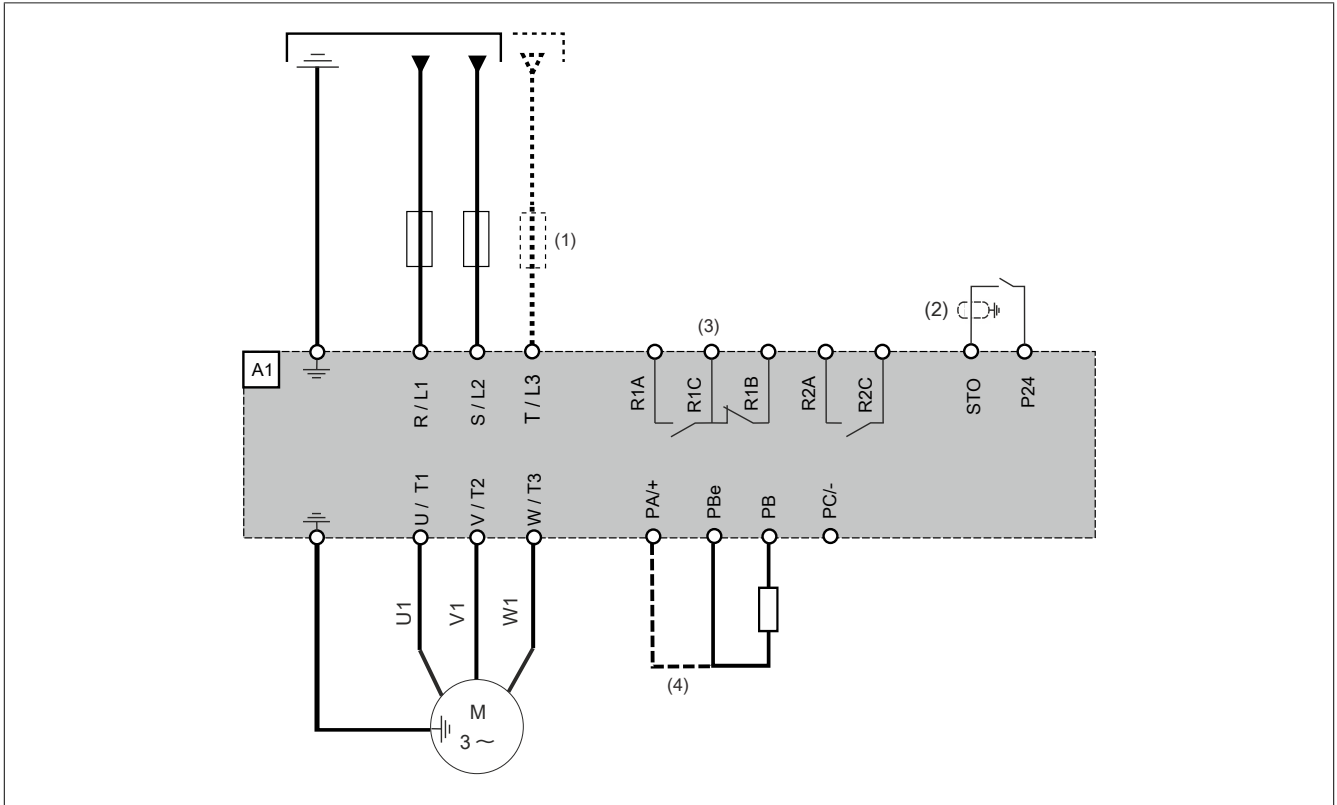 (1)
(2)
(3)
A1
R / L1
S / L2
T / L3
R1A
R1C
R1B
R2A
R2C
STO
P24
U / T1
V / T2
W / T3
PA/+
PBe
PB
PC/-
U1
V1
W1
(4)
M
3 ~